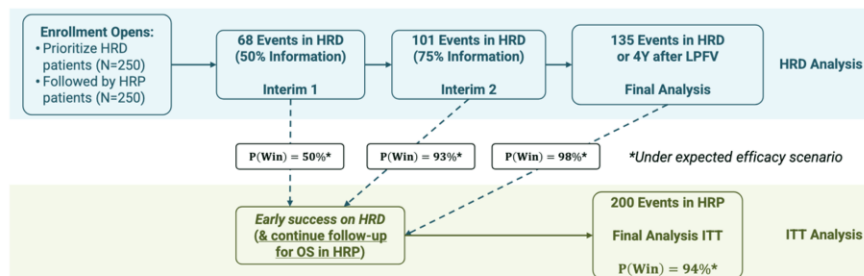 Enrollment Opens:
• Prioritize HRD
patients (N=250)
• Followed by HRP
patients (N=250)
68 Events in HRD
(50% Information)
Interim 1
101 Events in HRD
(75% Information)
Interim 2
135 Events in HRD
or 4Y after LPFV
Final Analysis
HRD Analysis
P(Win) = 50%*
P(Win) = 93%*
P(Win) = 98%*
*Under expected efficacy scenario
Early success on HRD
(& continue follow-up
for OS in HRP)
200 Events in HRP
Final Analysis ITT
P(Win) = 94%*
ITT Analysis